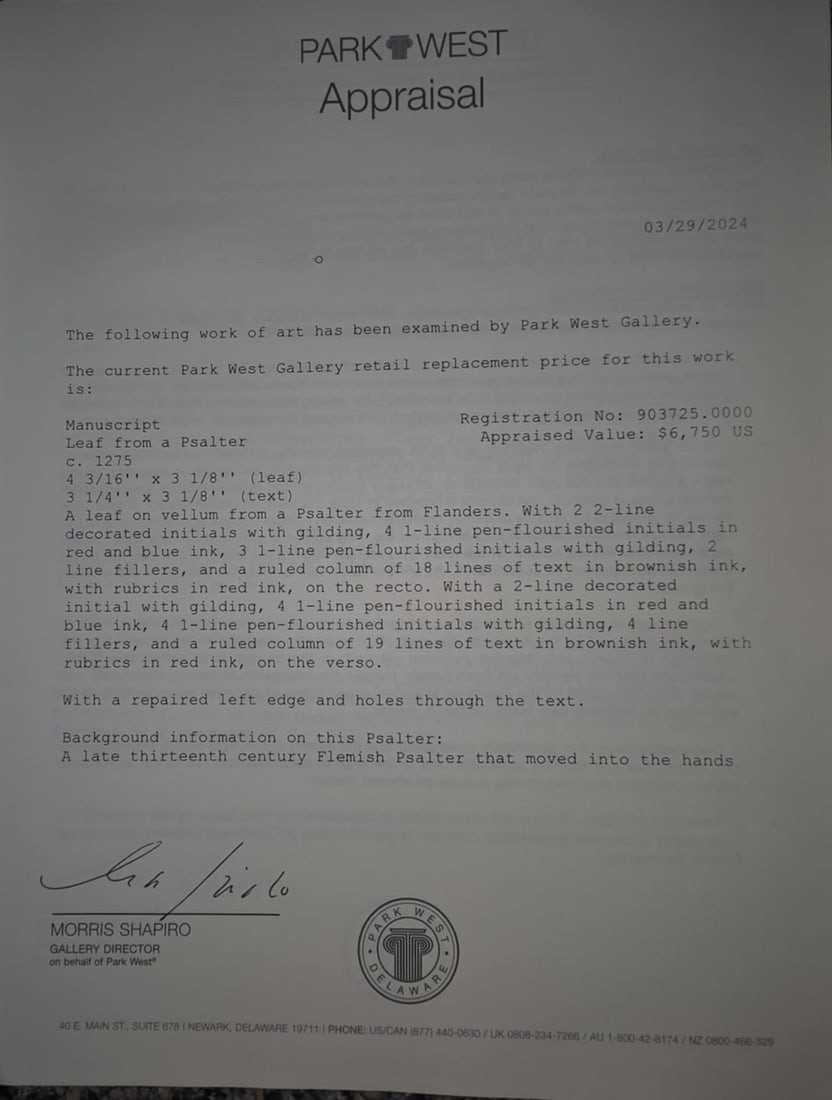 PARK WEST
Appraisal
03/29/2024
The following work of art has been examined by Park West Gallery.
The current Park West Gallery retail replacement price for this work
is:
Manuscript
Registration No: 903725.0000
Leaf from a Psalter
Appraised Value: $6,750 US
c. 1275
4 3/16'' x 3 1/8'' (leaf)
3 1/4'' x 3 1/8'' (text)
A leaf on vellum from a Psalter from Flanders. With 2 2-line
decorated initials with gilding, 4 1-line pen-flourished initials in
red and blue ink, 3 1-line pen-flourished initials with gilding, 2
line fillers, and a ruled column of 18 lines of text in brownish ink,
with rubrics in red ink, on the recto. With a 2-line decorated
initial with gilding, 4 1-line pen-flourished initials in red and
blue ink, 4 1-line pen-flourished initials with gilding, 4 line
fillers, and a ruled column of 19 lines of text in brownish ink, with
rubrics in red ink, on the verso.
With a repaired left edge and holes through the text.
Background information on this Psalter:
A late thirteenth century Flemish Psalter that moved into the hands
MORRIS SHAPIRO
GALLERY DIRECTOR
on behalf of Park West®
PARK WEST
DELAWARE
40 E. MAIN ST., SUITE 678 | NEWARK, DELAWARE 19711 | PHONE: US/CAN (877) 440-0830 / UK 0808-234-7266 / AU 1-800-42-8174 / NZ 0800-466-329